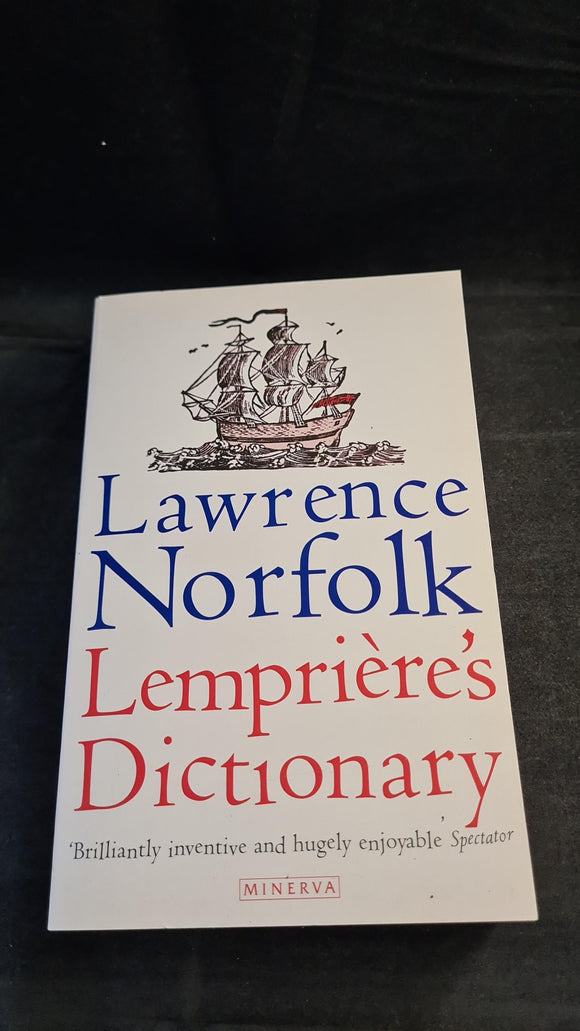 Lawrence
Norfolk
Lemprière's
Dictionary
'Brilliantly inventive and hugely enjoyable' Spectator
MINERVA